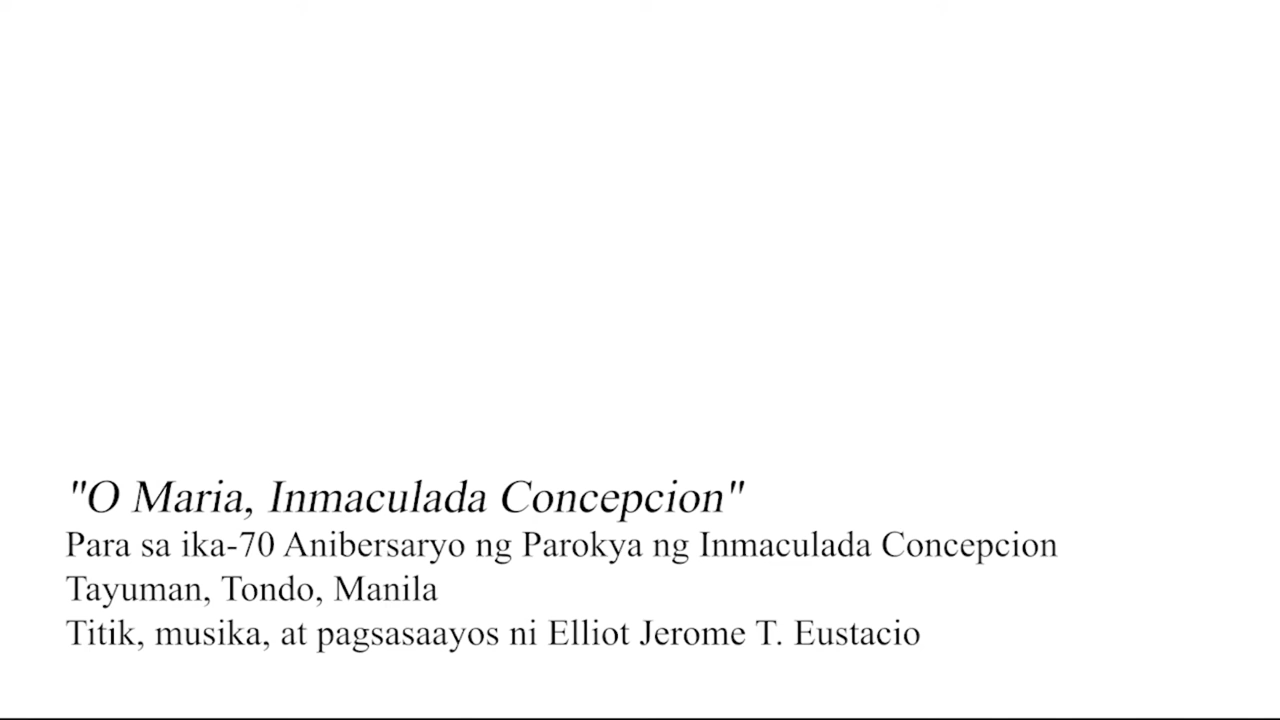 "O Maria, Inmaculada Concepcion"
Para sa ika-70 Anibersaryo ng Parokya ng Inmaculada Concepcion
Tayuman, Tondo, Manila
Titik, musika, at pagsasaayos ni Elliot Jerome T. Eustacio